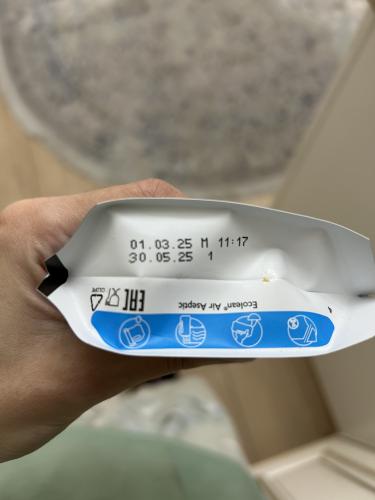 01.03.25 M 11:17
30.05.25 1
Ecolean® Air Aseptic
EAC